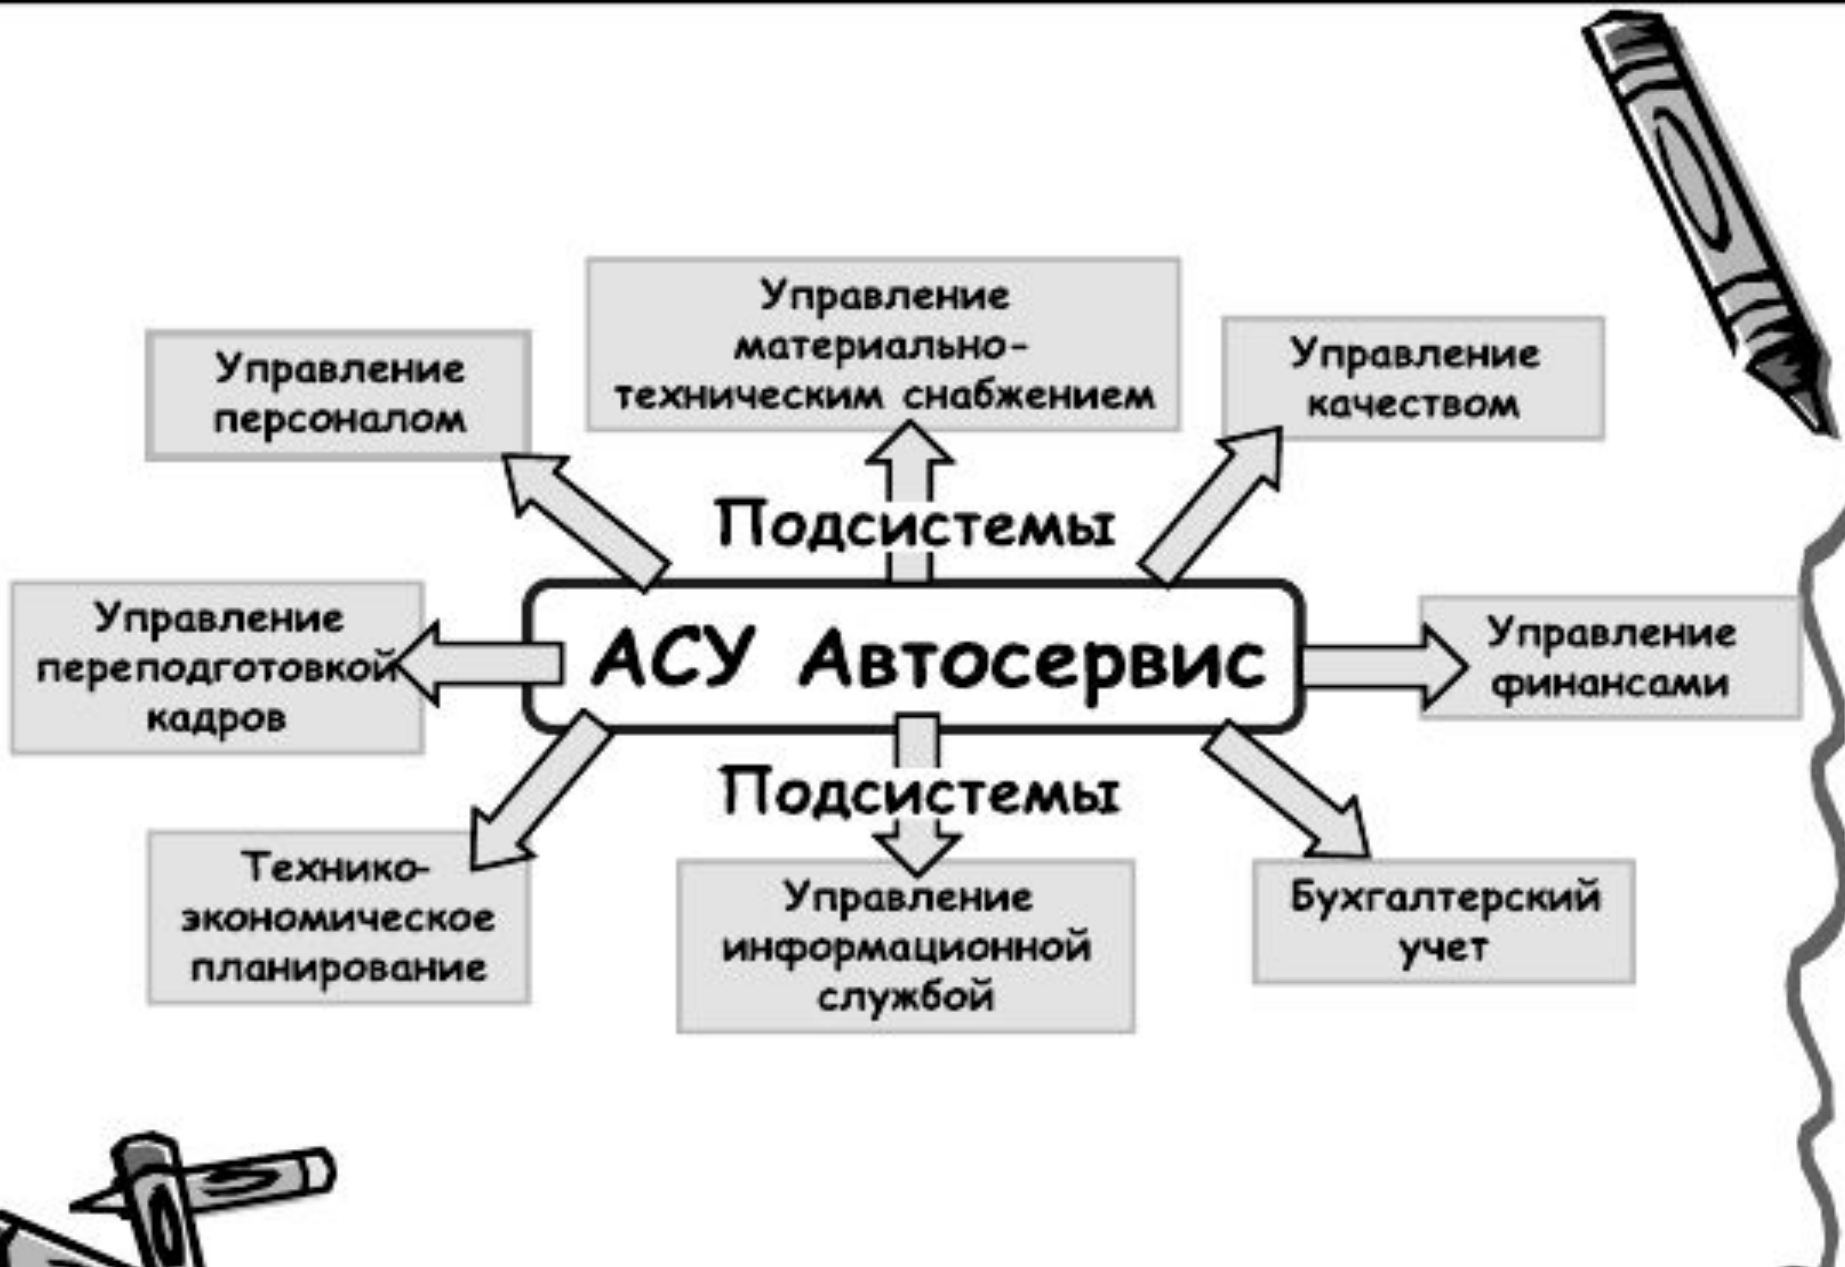 Управление
материально-
техническим снабжением
Управление
персоналом
Управление
качеством
Подсистемы
Управление
переподготовкой
кадров
АСУ Автосервис
Управление
финансами
Подсистемы
Технико-
экономическое
планирование
Управление
информационной
службой
Бухгалтерский
учет